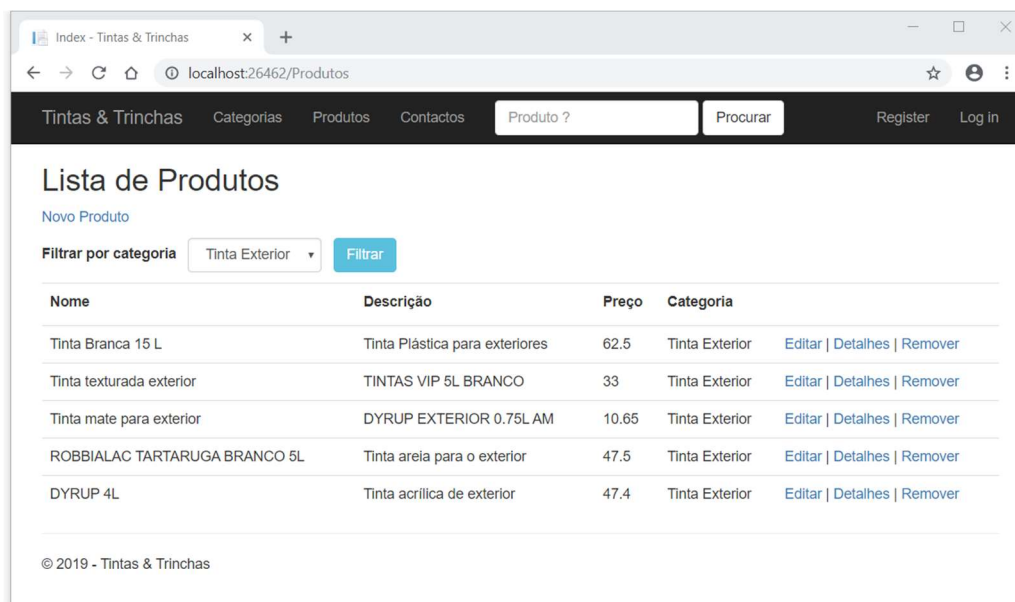 Index - Tintas & Trinchas
localhost:26462/Produtos
Tintas & Trinchas Categorias Produtos Contactos Produto ? Procurar Register Log in
Lista de Produtos
Novo Produto
Filtrar por categoria Tinta Exterior Filtrar
Nome Descrição Preço Categoria
Tinta Branca 15 L Tinta Plástica para exteriores 62.5 Tinta Exterior Editar | Detalhes | Remover
Tinta texturada exterior TINTAS VIP 5L BRANCO 33 Tinta Exterior Editar | Detalhes | Remover
Tinta mate para exterior DYRUP EXTERIOR 0.75L AM 10.65 Tinta Exterior Editar | Detalhes | Remover
ROBBIALAC TARTARUGA BRANCO 5L Tinta areia para o exterior 47.5 Tinta Exterior Editar | Detalhes | Remover
DYRUP 4L Tinta acrílica de exterior 47.4 Tinta Exterior Editar | Detalhes | Remover
© 2019 - Tintas & Trinchas